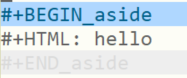 #+BEGIN_aside
#+HTML: hello
#+END_aside